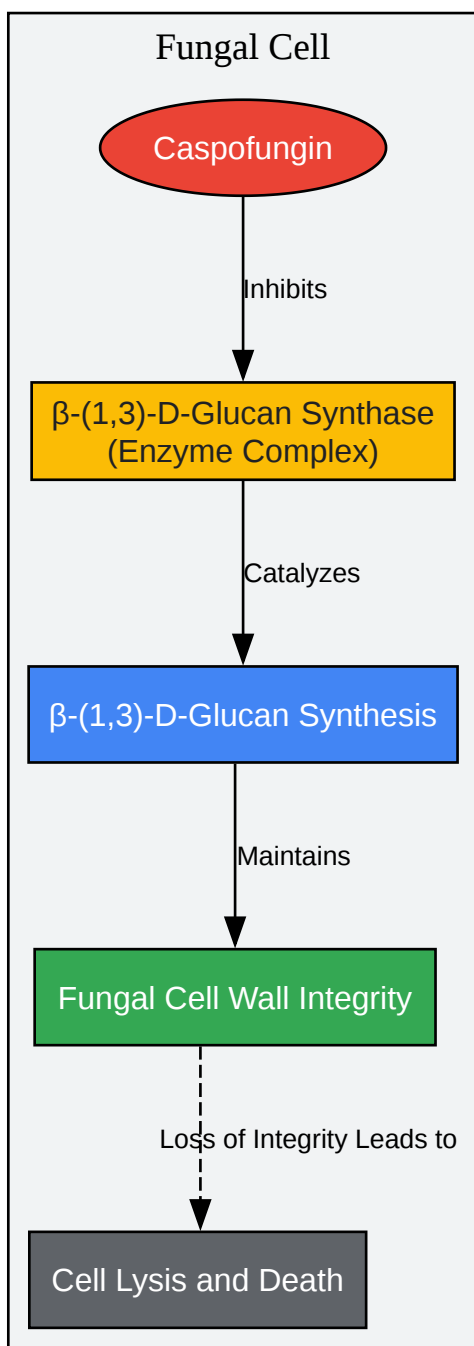 Fungal Cell
Caspofungin
Inhibits
β-(1,3)-D-Glucan Synthase
(Enzyme Complex)
Catalyzes
β-(1,3)-D-Glucan Synthesis
Maintains
Fungal Cell Wall Integrity
Loss of Integrity Leads to
Cell Lysis and Death